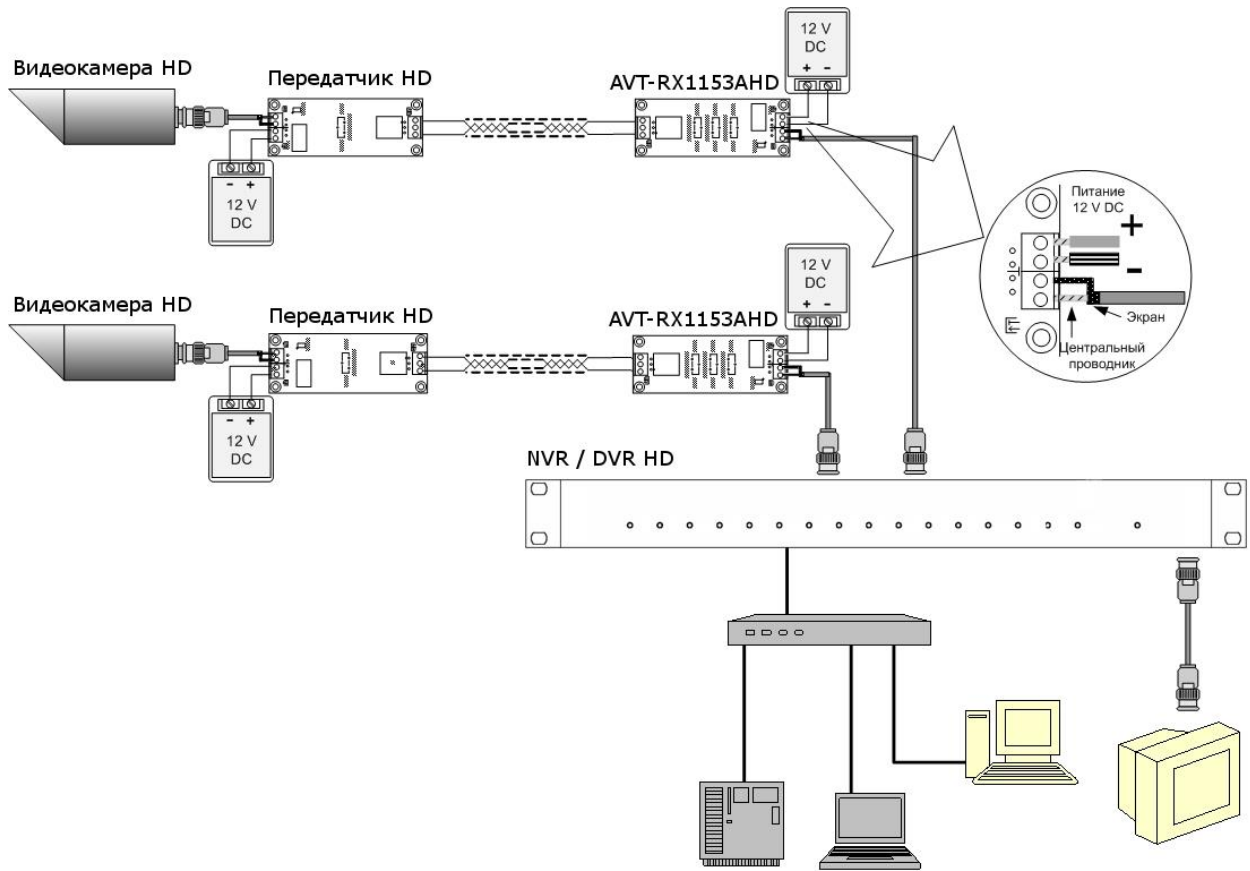 12 V
DC
+ -
Видеокамера HD
Передатчик HD
AVT-RX1153AHD
- +
12 V
DC
Питание
12 V DC
+
-
Экран
Центральный
проводник
12 V
DC
+ -
Видеокамера HD
Передатчик HD
AVT-RX1153AHD
- +
12 V
DC
NVR / DVR HD